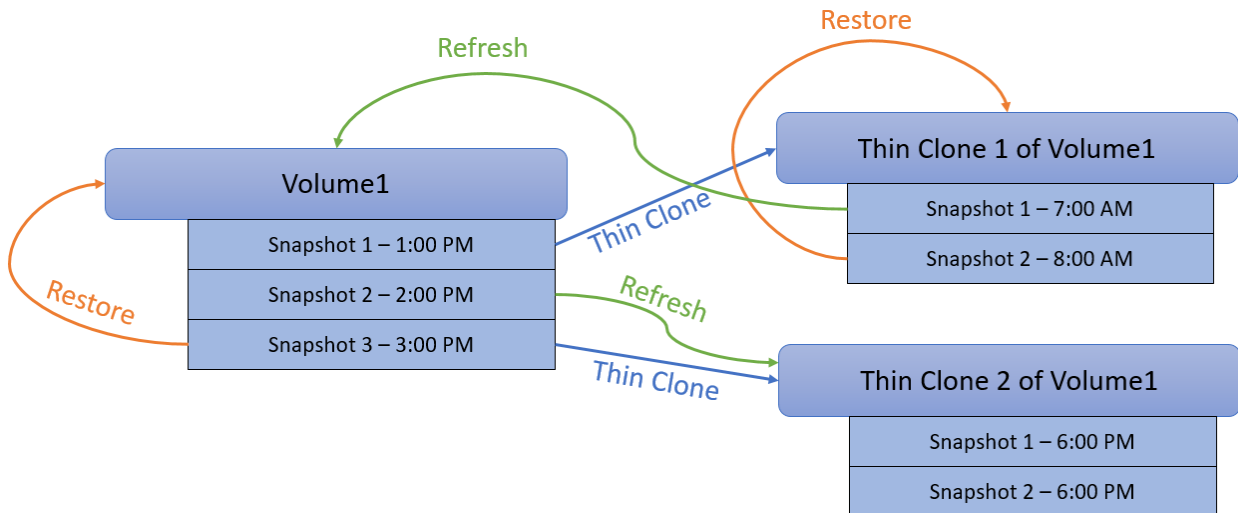 Restore
Refresh
Volume1
Snapshot 1 – 1:00 PM
Snapshot 2 – 2:00 PM
Snapshot 3 – 3:00 PM
Restore
Thin Clone
Refresh
Thin Clone
Thin Clone 1 of Volume1
Snapshot 1 – 7:00 AM
Snapshot 2 – 8:00 AM
Thin Clone 2 of Volume1
Snapshot 1 – 6:00 PM
Snapshot 2 – 6:00 PM